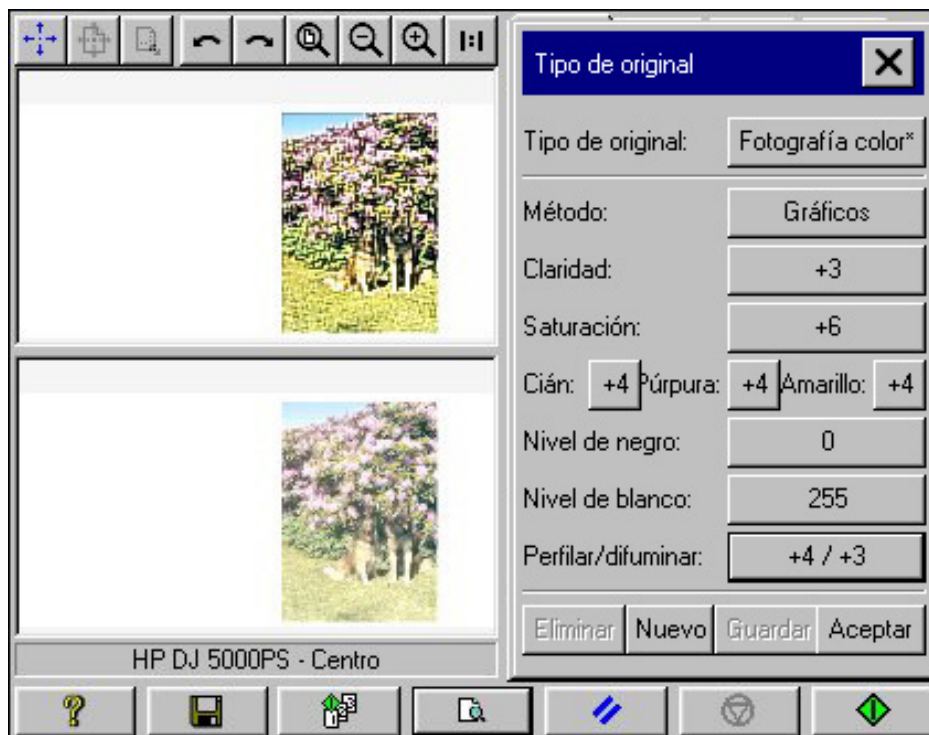 1:1
Tipo de original
Tipo de original: Fotografía color*
Método: Gráficos
Claridad: +3
Saturación: +6
Cián: +4 Púrpura: +4 Amarillo: +4
Nivel de negro: 0
Nivel de blanco: 255
Perfilar/difuminar: +4 / +3
Eliminar Nuevo Guardar Aceptar
HP DJ 5000PS - Centro